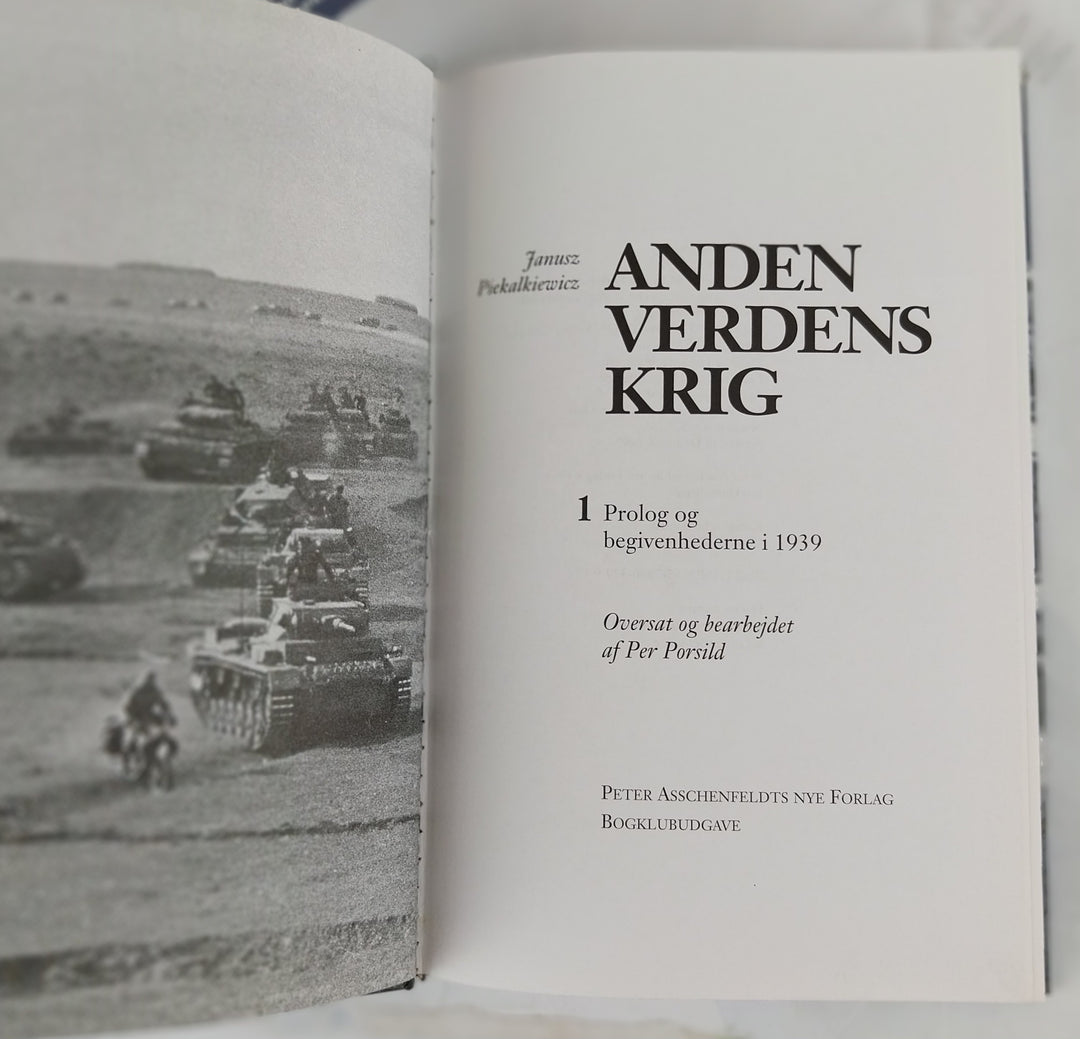 Janusz
Piekalkiewicz
ANDEN
VERDENS
KRIG
1 Prolog og
begivenhederne i 1939
Oversat og bearbejdet
af Per Porsild
PETER ASSCHENFELDTS NYE FORLAG
BOGKLUBUDGAVE